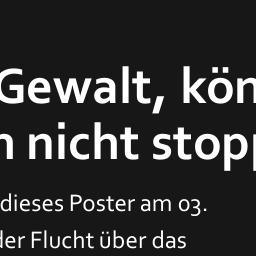 Gewalt, kön
n nicht stopp
dieses Poster am 03.
der Flucht über das